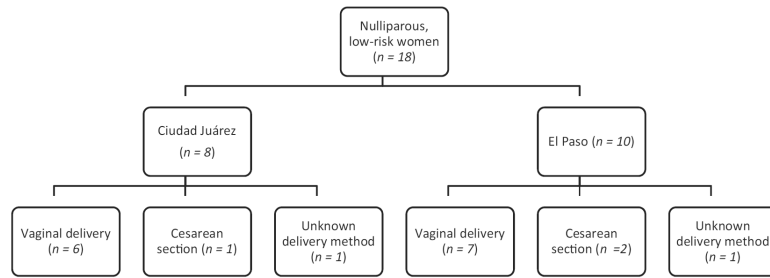 Nulliparous,
low-risk women
(n = 18)
Ciudad Juárez
(n = 8)
El Paso (n = 10)
Vaginal delivery
(n = 6)
Cesarean
section (n = 1)
Unknown
delivery method
(n = 1)
Vaginal delivery
(n = 7)
Cesarean
section (n =2)
Unknown
delivery method
(n = 1)